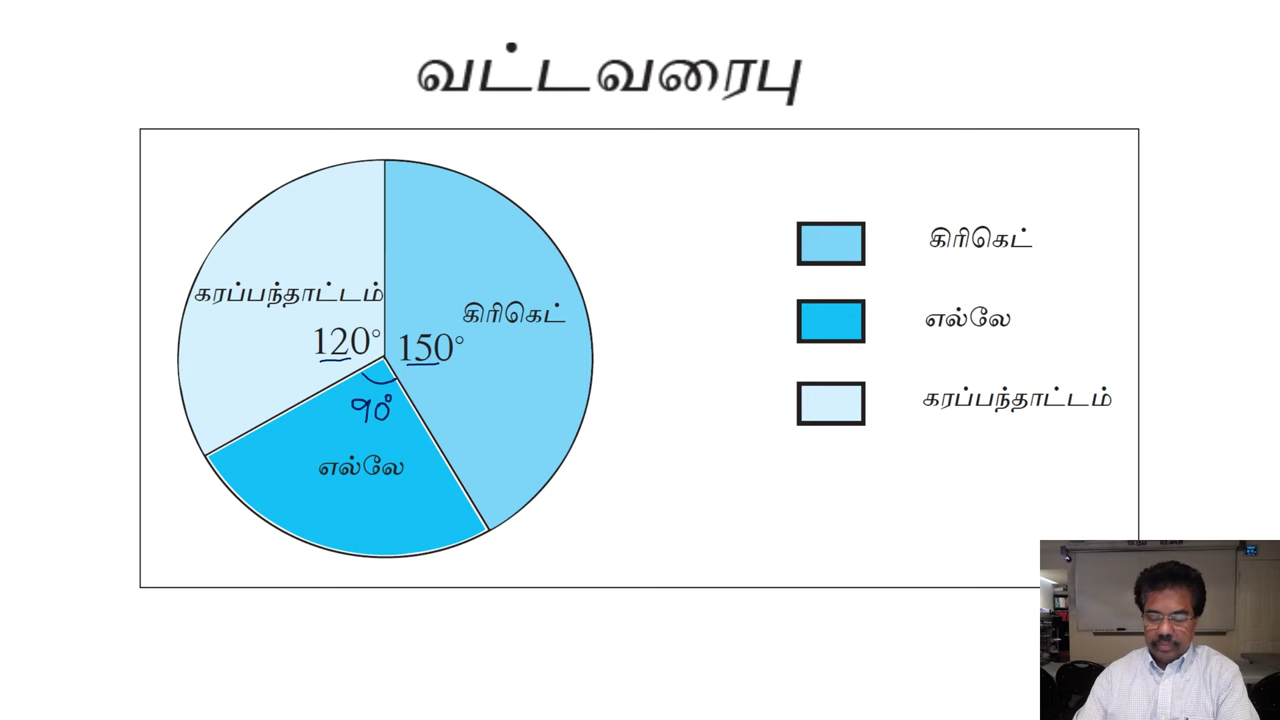 வட்டவரைபு
கரப்பந்தாட்டம்
கிரிகெட்
120°
150°
90°
எல்லே
கிரிகெட்
எல்லே
கரப்பந்தாட்டம்